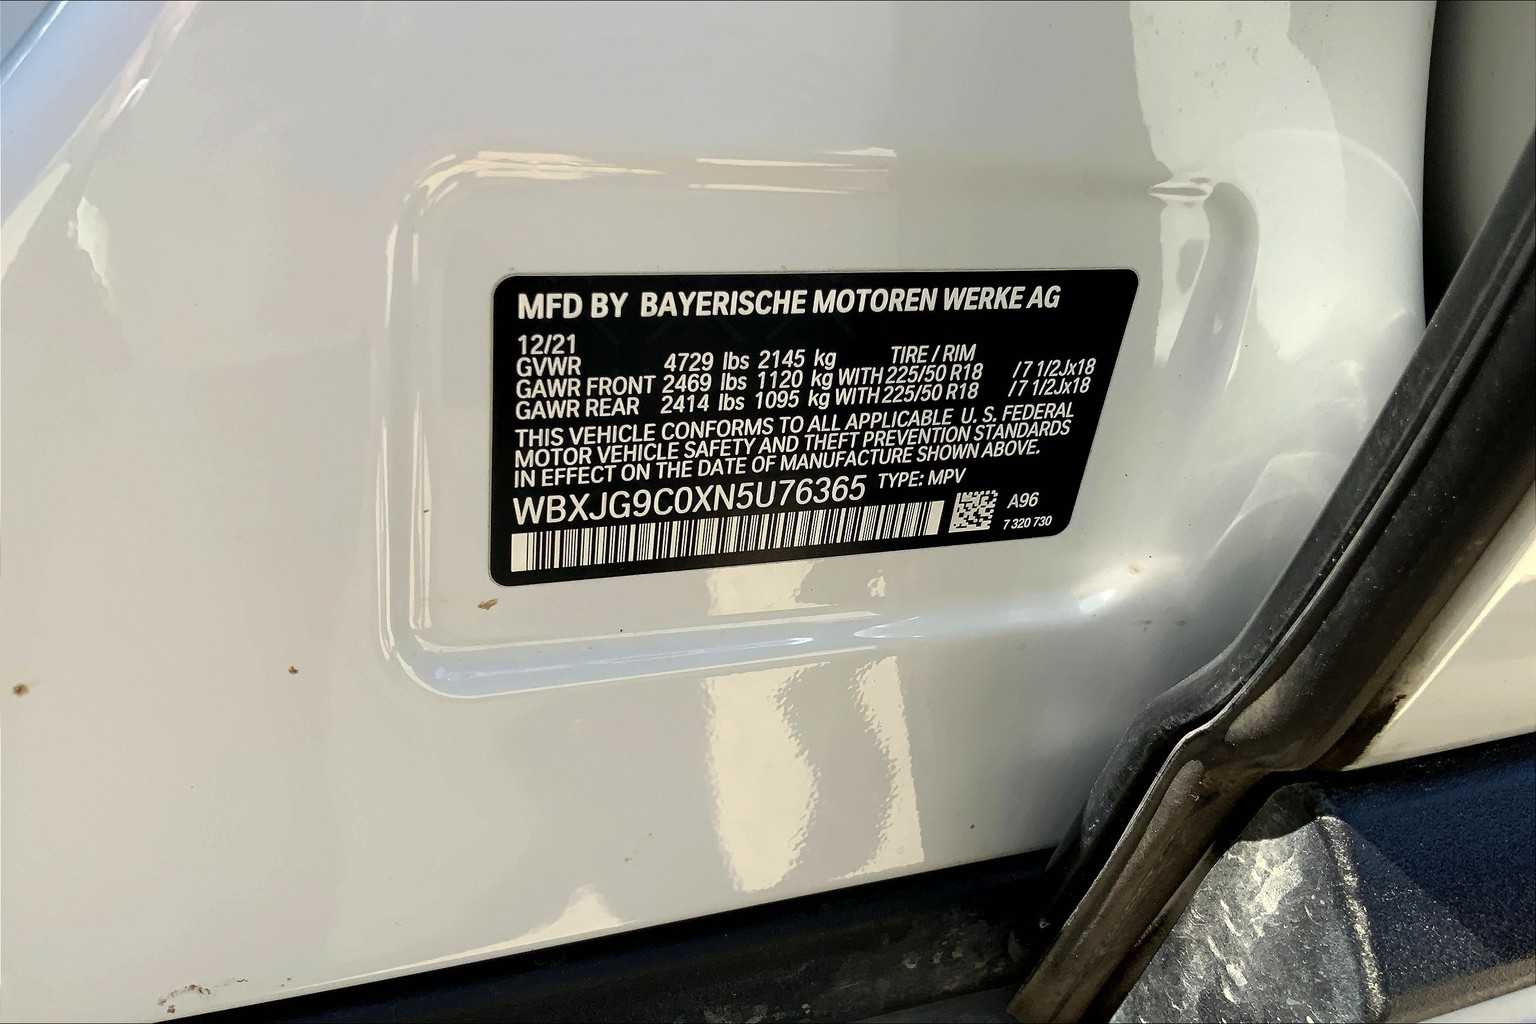 MFD BY BAYERISCHE MOTOREN WERKE AG
12/21
GVWR 4729 lbs 2145 kg TIRE / RIM
GAWR FRONT 2469 lbs 1120 kg WITH 225/50 R18 /7 1/2Jx18
GAWR REAR 2414 lbs 1095 kg WITH 225/50 R18 /7 1/2Jx18
THIS VEHICLE CONFORMS TO ALL APPLICABLE U. S. FEDERAL
MOTOR VEHICLE SAFETY AND THEFT PREVENTION STANDARDS
IN EFFECT ON THE DATE OF MANUFACTURE SHOWN ABOVE.
WBXJG9C0XN5U76365 TYPE: MPV
A96
7 320 730